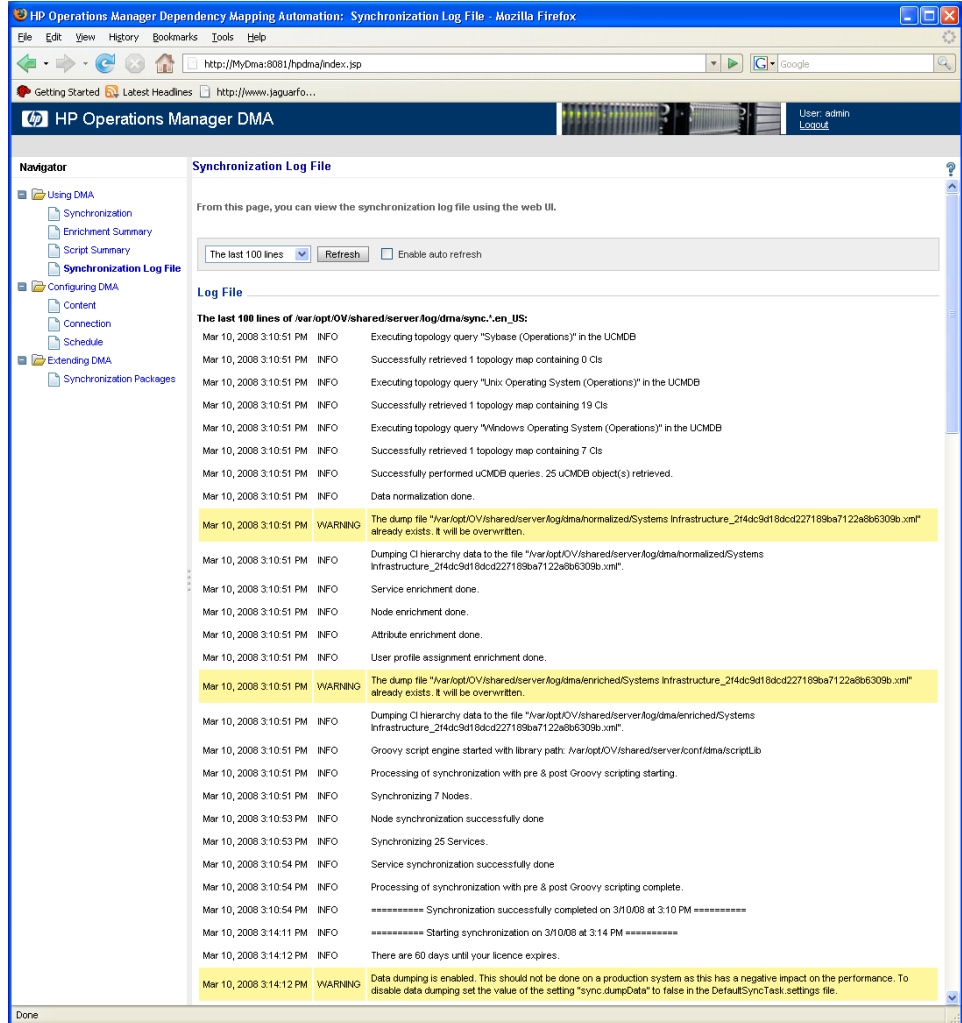 HP Operations Manager Dependency Mapping Automation: Synchronization Log File - Mozilla Firefox
File Edit View History Bookmarks Tools Help
http://MyDma:8081/hpdma/index.jsp
G Google
Getting Started Latest Headlines http://www.jaguarfo...
hp HP Operations Manager DMA
User: admin
Logout
Navigator
Using DMA
Synchronization
Enrichment Summary
Script Summary
Synchronization Log File
Configuring DMA
Content
Connection
Schedule
Extending DMA
Synchronization Packages
Synchronization Log File
?
From this page, you can view the synchronization log file using the web UI.
The last 100 lines Refresh Enable auto refresh
Log File
The last 100 lines of /var/opt/OV/shared/server/log/dma/sync.*.en_US:
Mar 10, 2008 3:10:51 PM INFO Executing topology query "Sybase (Operations)" in the UCMDB
Mar 10, 2008 3:10:51 PM INFO Successfully retrieved 1 topology map containing 0 CIs
Mar 10, 2008 3:10:51 PM INFO Executing topology query "Unix Operating System (Operations)" in the UCMDB
Mar 10, 2008 3:10:51 PM INFO Successfully retrieved 1 topology map containing 19 CIs
Mar 10, 2008 3:10:51 PM INFO Executing topology query "Windows Operating System (Operations)" in the UCMDB
Mar 10, 2008 3:10:51 PM INFO Successfully retrieved 1 topology map containing 7 CIs
Mar 10, 2008 3:10:51 PM INFO Successfully performed uCMDB queries. 25 uCMDB object(s) retrieved.
Mar 10, 2008 3:10:51 PM INFO Data normalization done.
Mar 10, 2008 3:10:51 PM WARNING The dump file "/var/opt/OV/shared/server/log/dma/normalized/Systems Infrastructure_2f4dc9d18dcd227189ba7122a8b6309b.xml"
already exists. It will be overwritten.
Mar 10, 2008 3:10:51 PM INFO Dumping CI hierarchy data to the file "/var/opt/OV/shared/server/log/dma/normalized/Systems
Infrastructure_2f4dc9d18dcd227189ba7122a8b6309b.xml".
Mar 10, 2008 3:10:51 PM INFO Service enrichment done.
Mar 10, 2008 3:10:51 PM INFO Node enrichment done.
Mar 10, 2008 3:10:51 PM INFO Attribute enrichment done.
Mar 10, 2008 3:10:51 PM INFO User profile assignment enrichment done.
Mar 10, 2008 3:10:51 PM WARNING The dump file "/var/opt/OV/shared/server/log/dma/enriched/Systems Infrastructure_2f4dc9d18dcd227189ba7122a8b6309b.xml"
already exists. It will be overwritten.
Mar 10, 2008 3:10:51 PM INFO Dumping CI hierarchy data to the file "/var/opt/OV/shared/server/log/dma/enriched/Systems
Infrastructure_2f4dc9d18dcd227189ba7122a8b6309b.xml".
Mar 10, 2008 3:10:51 PM INFO Groovy script engine started with library path: /var/opt/OV/shared/server/conf/dma/scriptLib
Mar 10, 2008 3:10:51 PM INFO Processing of synchronization with pre & post Groovy scripting starting.
Mar 10, 2008 3:10:51 PM INFO Synchronizing 7 Nodes.
Mar 10, 2008 3:10:53 PM INFO Node synchronization successfully done
Mar 10, 2008 3:10:53 PM INFO Synchronizing 25 Services.
Mar 10, 2008 3:10:54 PM INFO Service synchronization successfully done
Mar 10, 2008 3:10:54 PM INFO Processing of synchronization with pre & post Groovy scripting complete.
Mar 10, 2008 3:10:54 PM INFO ========== Synchronization successfully completed on 3/10/08 at 3:10 PM ==========
Mar 10, 2008 3:14:11 PM INFO ========== Starting synchronization on 3/10/08 at 3:14 PM ==========
Mar 10, 2008 3:14:12 PM INFO There are 60 days until your licence expires.
Mar 10, 2008 3:14:12 PM WARNING Data dumping is enabled. This should not be done on a production system as this has a negative impact on the performance. To
disable data dumping set the value of the setting "sync.dumpData" to false in the DefaultSyncTask.settings file.
Done